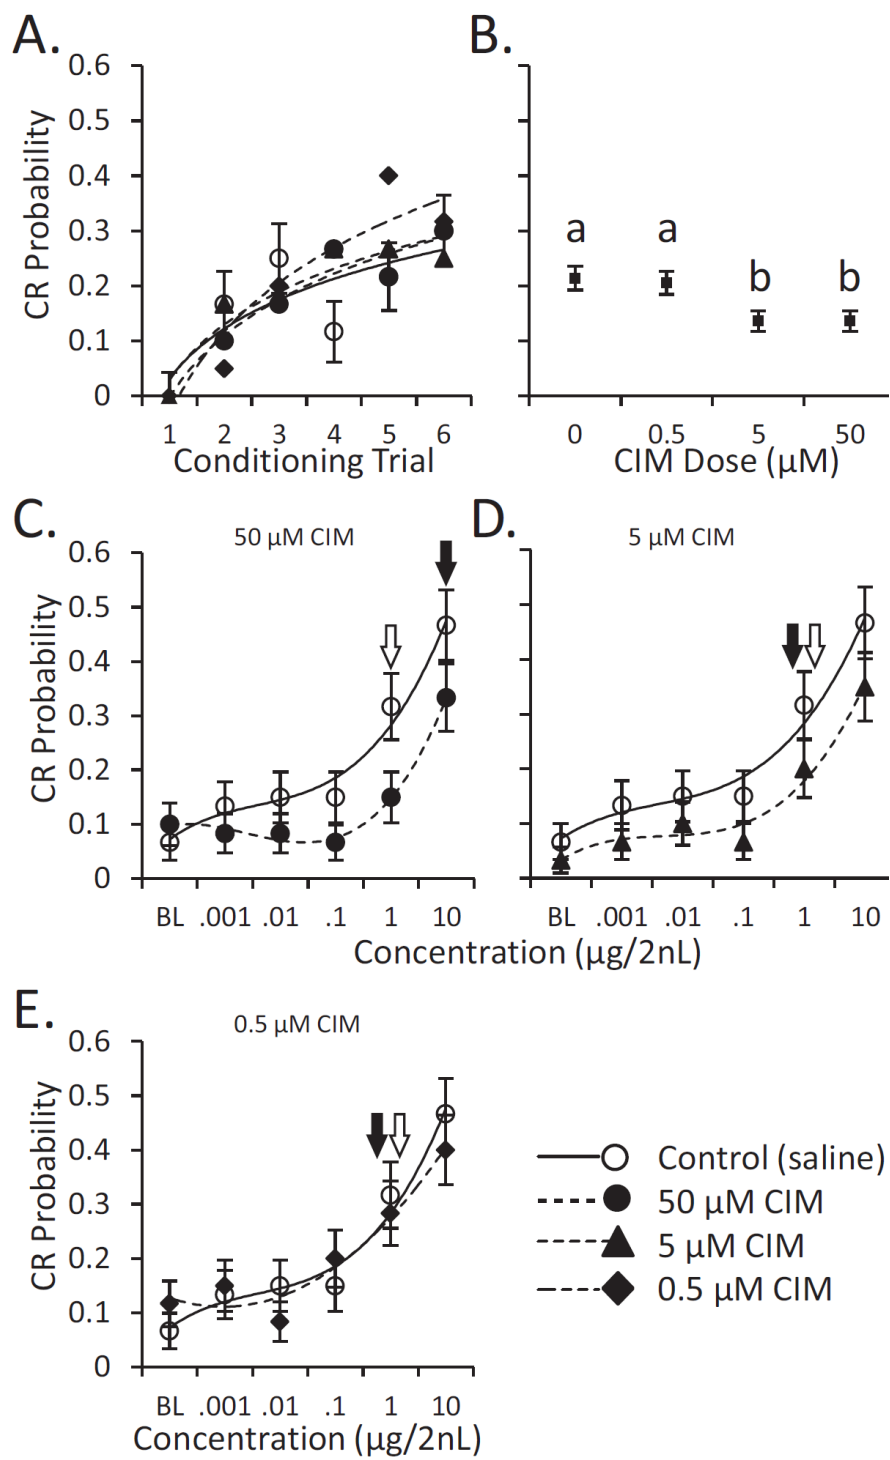 A.
B.
0.6
0.5
0.4
0.3
0.2
0.1
0
CR Probability
1 2 3 4 5 6
Conditioning Trial
a a b b
0 0.5 5 50
CIM Dose (µM)
C.
D.
50 µM CIM
5 µM CIM
0.6
0.5
0.4
0.3
0.2
0.1
0
CR Probability
BL .001 .01 .1 1 10
BL .001 .01 .1 1 10
Concentration (µg/2nL)
E.
0.5 µM CIM
0.6
0.5
0.4
0.3
0.2
0.1
0
CR Probability
BL .001 .01 .1 1 10
Concentration (µg/2nL)
Control (saline)
50 µM CIM
5 µM CIM
0.5 µM CIM